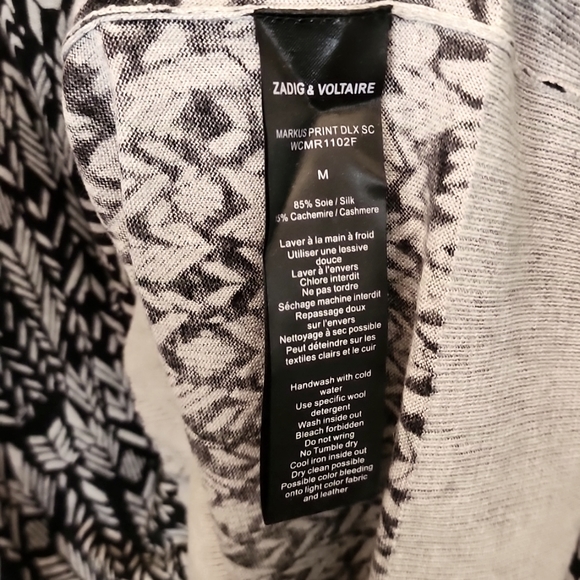 ZADIG & VOLTAIRE
MARKUS PRINT DLX SC
WCMR1102F
M
85% Soie / Silk
5% Cachemire / Cashmere
Laver à la main à froid
Utiliser une lessive
douce
Laver à l'envers
Chlore interdit
Ne pas tordre
Séchage machine interdit
Repassage doux
sur l'envers
Nettoyage à sec possible
Peut déteindre sur les
textiles clairs et le cuir
Handwash with cold
water
Use specific wool
detergent
Wash inside out
Bleach forbidden
Do not wring
No Tumble dry
Cool iron inside out
Dry clean possible
Possible color bleeding
onto light color fabric
and leather